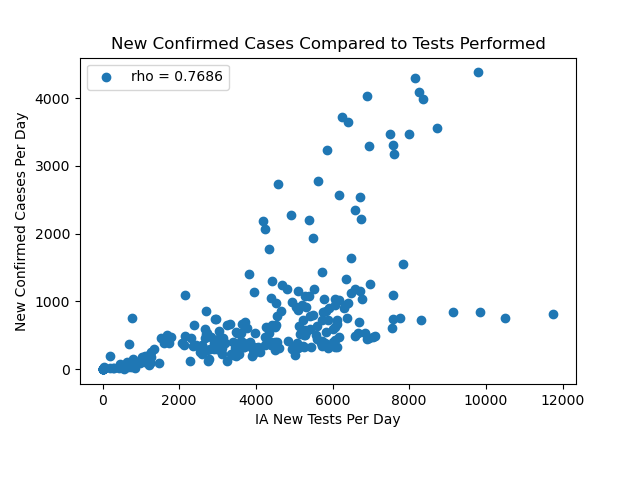 New Confirmed Cases Compared to Tests Performed
rho = 0.7686
New Confirmed Caeses Per Day
4000
3000
2000
1000
0
0 2000 4000 6000 8000 10000 12000
IA New Tests Per Day